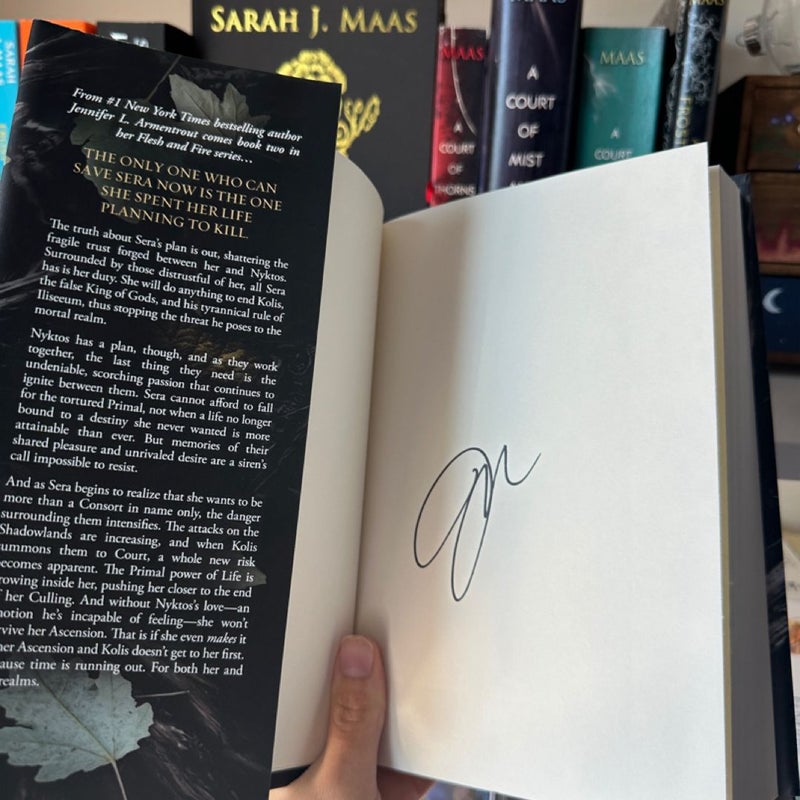 SARAH J. MAAS
SARAH
MAAS
A
COURT
OF
THORNS
A
COURT
OF
MIST
MAAS
A
COURT
MAAS
From #1 New York Times bestselling author
Jennifer L. Armentrout comes book two in
her Flesh and Fire series…
THE ONLY ONE WHO CAN
SAVE SERA NOW IS THE ONE
SHE SPENT HER LIFE
PLANNING TO KILL.
The truth about Sera's plan is out, shattering the
fragile trust forged between her and Nyktos.
Surrounded by those distrustful of her, all Sera
has is her duty. She will do anything to end Kolis,
the false King of Gods, and his tyrannical rule of
Iliseeum, thus stopping the threat he poses to the
mortal realm.
Nyktos has a plan, though, and as they work
together, the last thing they need is the
undeniable, scorching passion that continues to
ignite between them. Sera cannot afford to fall
for the tortured Primal, not when a life no longer
bound to a destiny she never wanted is more
attainable than ever. But memories of their
shared pleasure and unrivaled desire are a siren's
call impossible to resist.
And as Sera begins to realize that she wants to be
more than a Consort in name only, the danger
surrounding them intensifies. The attacks on the
Shadowlands are increasing, and when Kolis
ummons them to Court, a whole new risk
ecomes apparent. The Primal power of Life is
rowing inside her, pushing her closer to the end
her Culling. And without Nyktos's love—an
notion he's incapable of feeling—she won't
vive her Ascension. That is if she even makes it
her Ascension and Kolis doesn't get to her first.
ause time is running out. For both her and
realms.